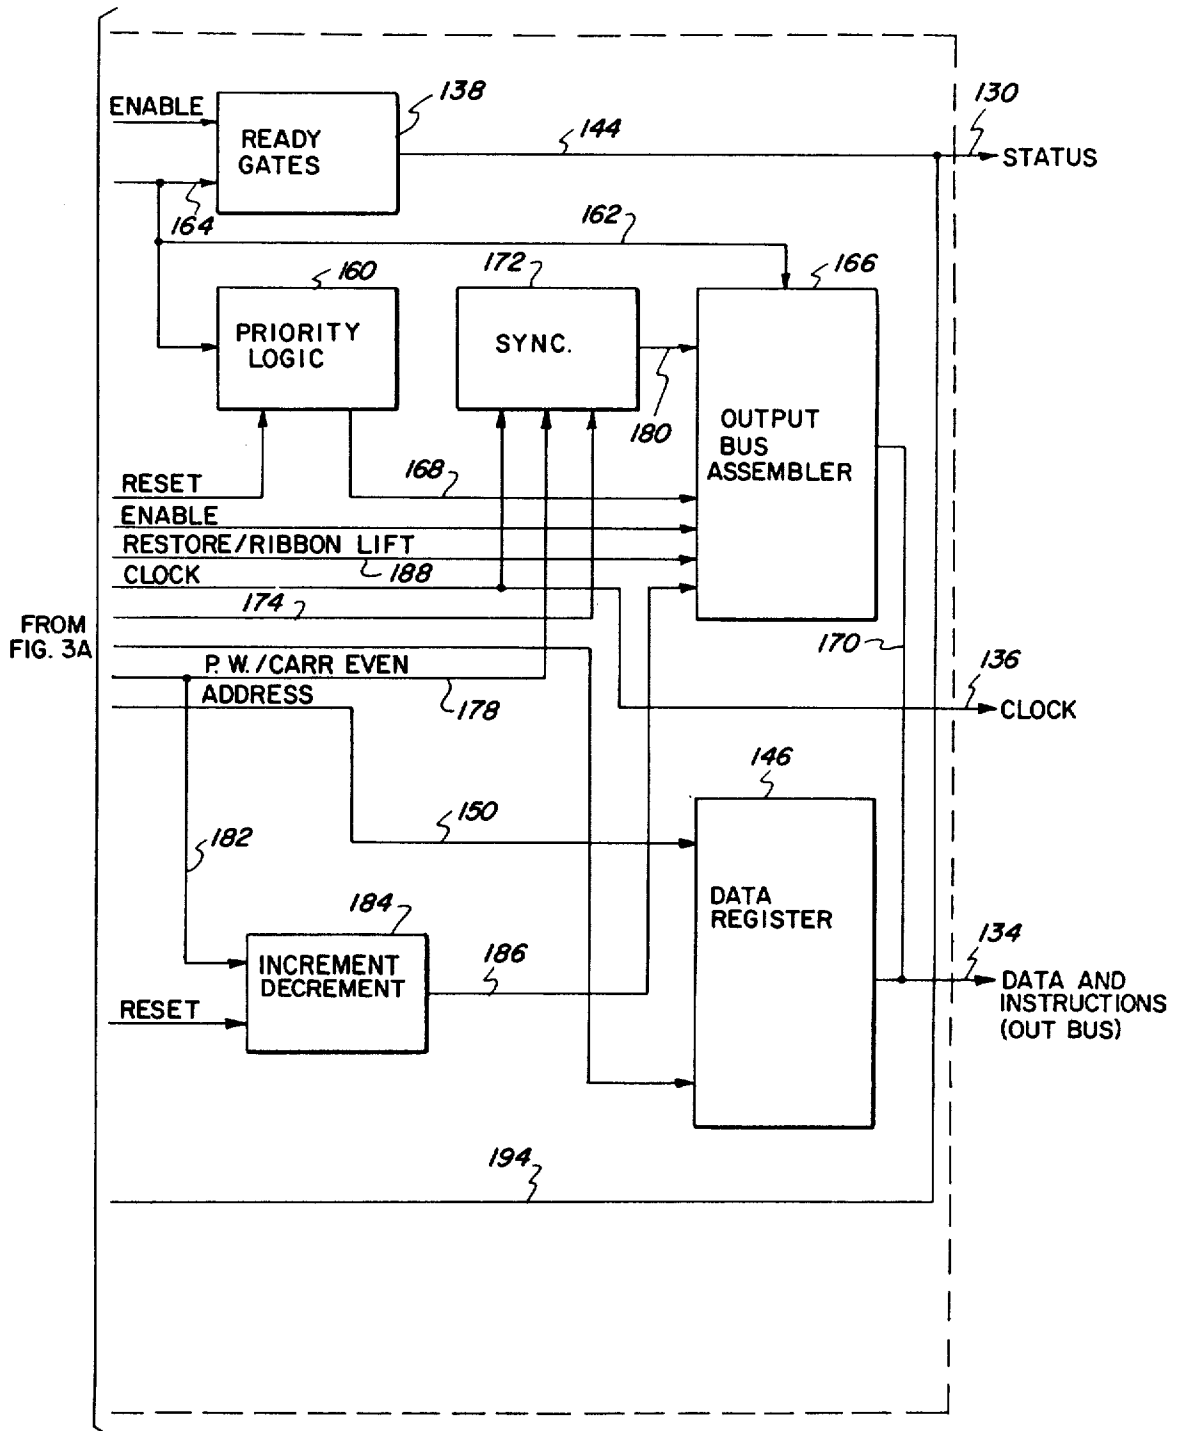 138
130
ENABLE
READY
GATES
144
STATUS
164
162
160
172
166
PRIORITY
LOGIC
SYNC.
OUTPUT
BUS
ASSEMBLER
180
168
RESET
ENABLE
RESTORE/RIBBON LIFT
188
CLOCK
174
FROM
FIG. 3A
P. W./CARR EVEN
178
ADDRESS
170
136
CLOCK
146
150
182
DATA
REGISTER
184
INCREMENT
DECREMENT
186
134
DATA AND
INSTRUCTIONS
(OUT BUS)
RESET
194